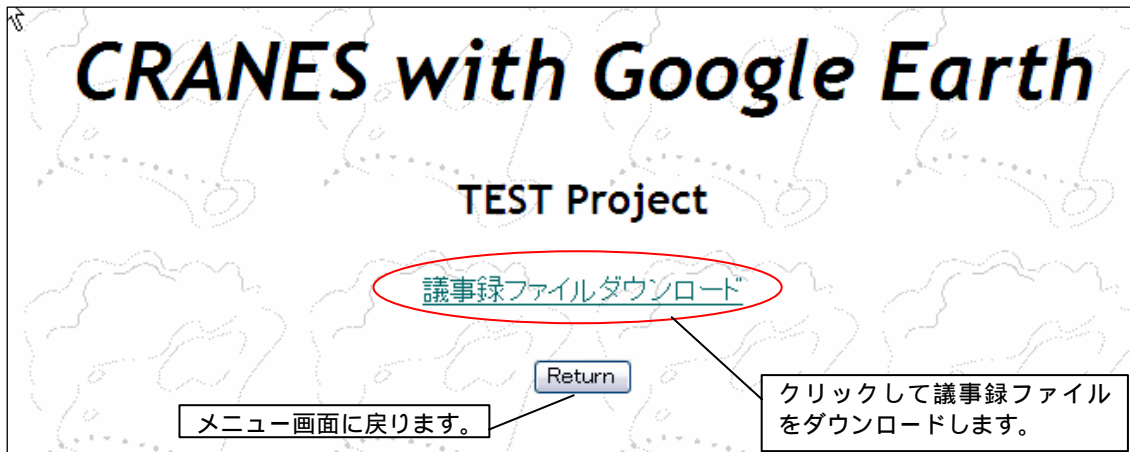 CRANES with Google Earth
TEST Project
議事録ファイルダウンロード
Return
メニュー画面に戻ります。
クリックして議事録ファイル
をダウンロードします。